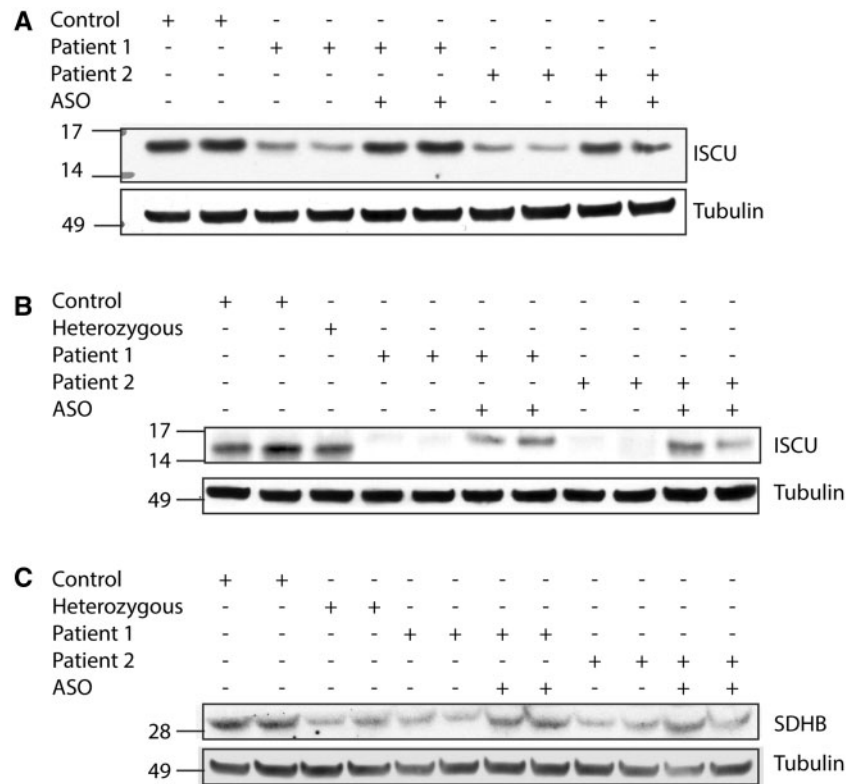 A Control + + - - - - - - - -
Patient 1 - - + + + + - - - -
Patient 2 - - - - - - + + + +
ASO - - - - + + - - + +
17
ISCU
14
Tubulin
49
B Control + + - - - - - - - - -
Heterozygous - - + - - - - - - - -
Patient 1 - - - + + + + - - - -
Patient 2 - - - - - - - + + + +
ASO - - - - - + + - - + +
17
ISCU
14
Tubulin
49
C Control + + - - - - - - - - - -
Heterozygous - - + + - - - - - - - -
Patient 1 - - - - + + + + - - - -
Patient 2 - - - - - - - - + + + +
ASO - - - - - - + + - - + +
SDHB
28
Tubulin
49